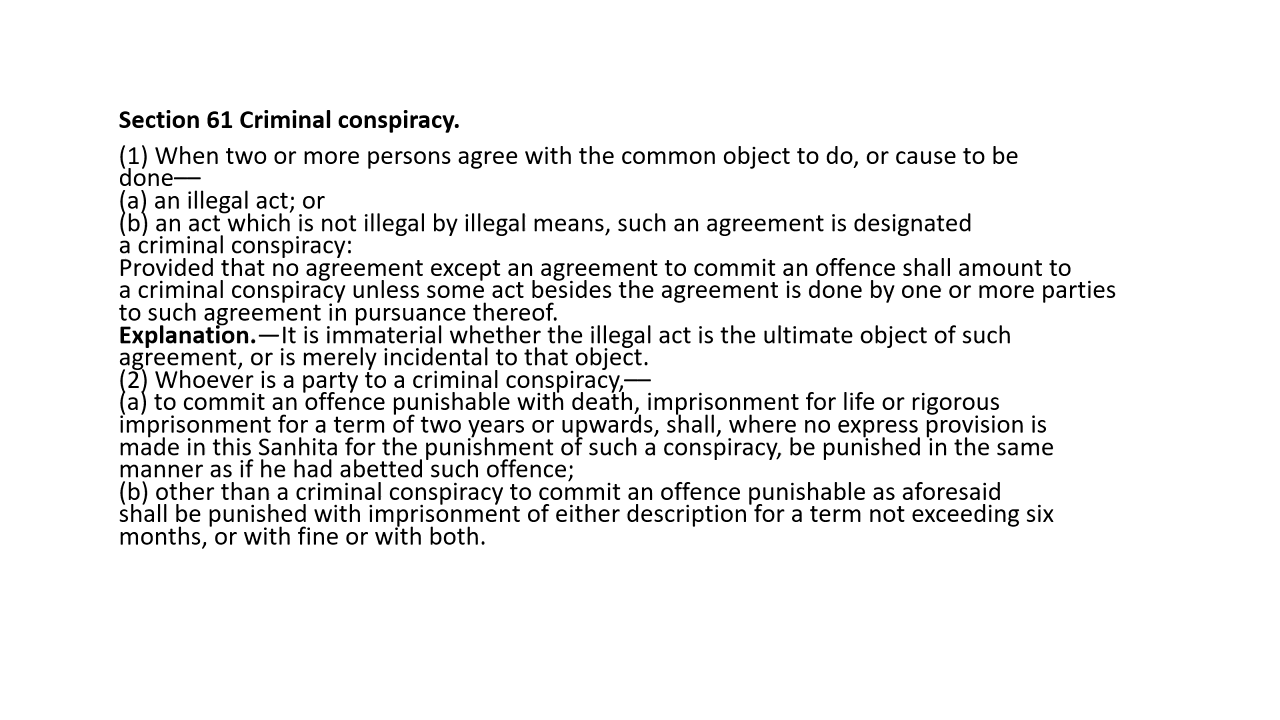 Section 61 Criminal conspiracy.
(1) When two or more persons agree with the common object to do, or cause to be
done––
(a) an illegal act; or
(b) an act which is not illegal by illegal means, such an agreement is designated
a criminal conspiracy:
Provided that no agreement except an agreement to commit an offence shall amount to
a criminal conspiracy unless some act besides the agreement is done by one or more parties
to such agreement in pursuance thereof.
Explanation.—It is immaterial whether the illegal act is the ultimate object of such
agreement, or is merely incidental to that object.
(2) Whoever is a party to a criminal conspiracy,––
(a) to commit an offence punishable with death, imprisonment for life or rigorous
imprisonment for a term of two years or upwards, shall, where no express provision is
made in this Sanhita for the punishment of such a conspiracy, be punished in the same
manner as if he had abetted such offence;
(b) other than a criminal conspiracy to commit an offence punishable as aforesaid
shall be punished with imprisonment of either description for a term not exceeding six
months, or with fine or with both.